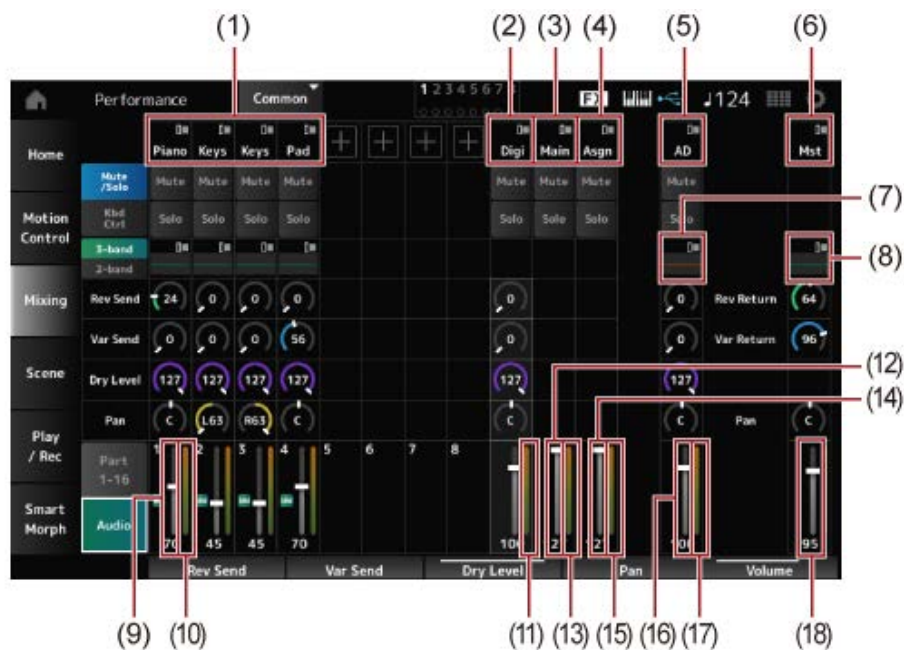 (1) (2) (3) (4) (5) (6)
Performance Common 1 2 3 4 5 6 7 FX ♩124
Home Piano Keys Keys Pad + + + + Digi Main Asgn AD Mst
Mute /Solo Mute Mute Mute Mute Mute Mute Mute Mute
Motion Control Kbd Ctrl Solo Solo Solo Solo Solo Solo Solo Solo
(7)
3-band
2-band (8)
Mixing Rev Send 24 0 0 0 0 0 Rev Return 64
Var Send 0 0 0 56 0 0 Var Return 96
(12)
Scene Dry Level 127 127 127 127 127 127
(14)
Pan C L63 R63 C C C Pan C
Play / Rec
Part 1-16 1 2 3 4 5 6 7 8
Smart Morph Audio 70 45 45 70 95
Rev Send Var Send Dry Level Pan Volume
(9) (10) (11) (13) (15) (16) (17) (18)